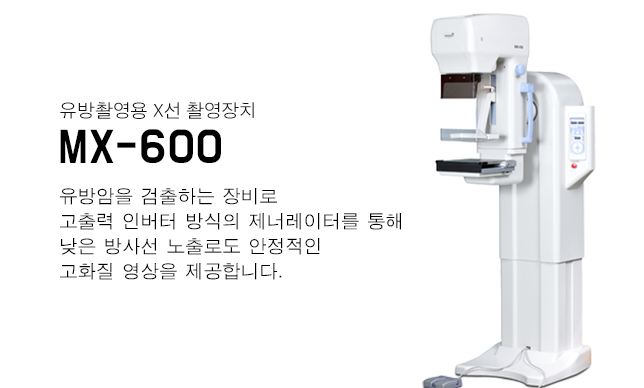 유방촬영용 X선 촬영장치
MX-600
유방암을 검출하는 장비로
고출력 인버터 방식의 제너레이터를 통해
낮은 방사선 노출로도 안정적인
고화질 영상을 제공합니다.